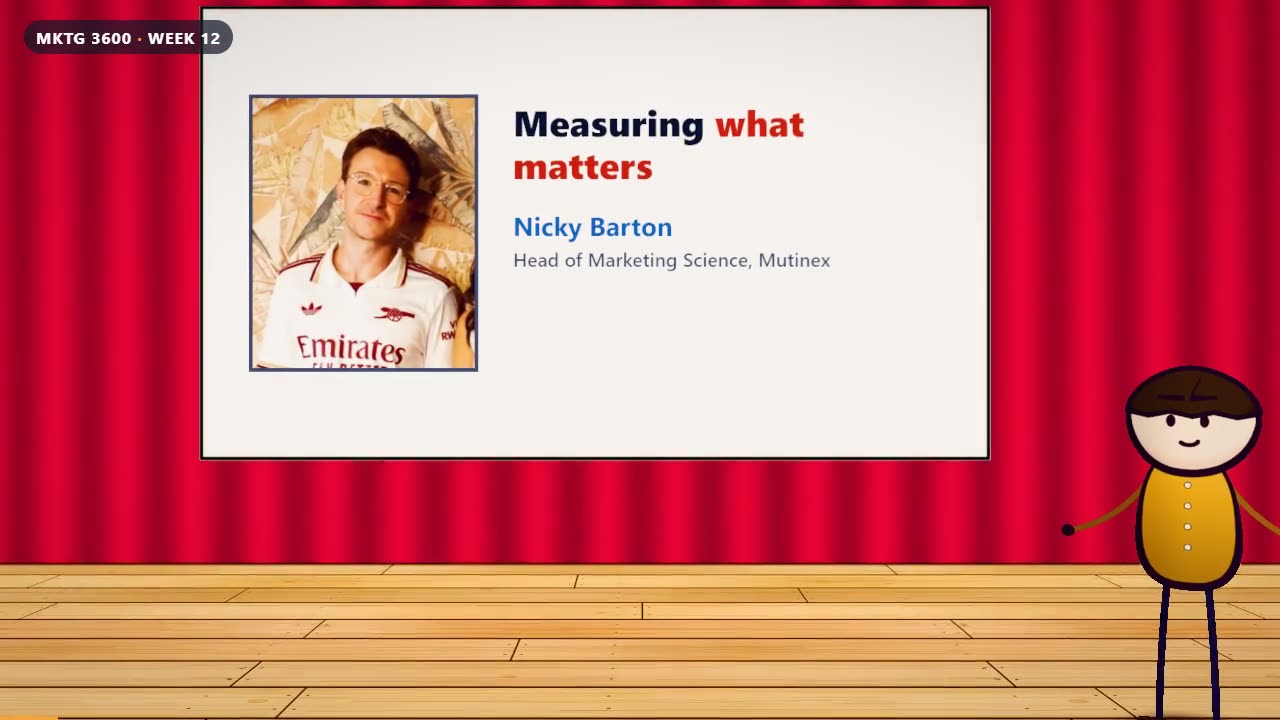 MKTG 3600 · WEEK 12
Measuring what
matters
Nicky Barton
Head of Marketing Science, Mutinex
Emirates